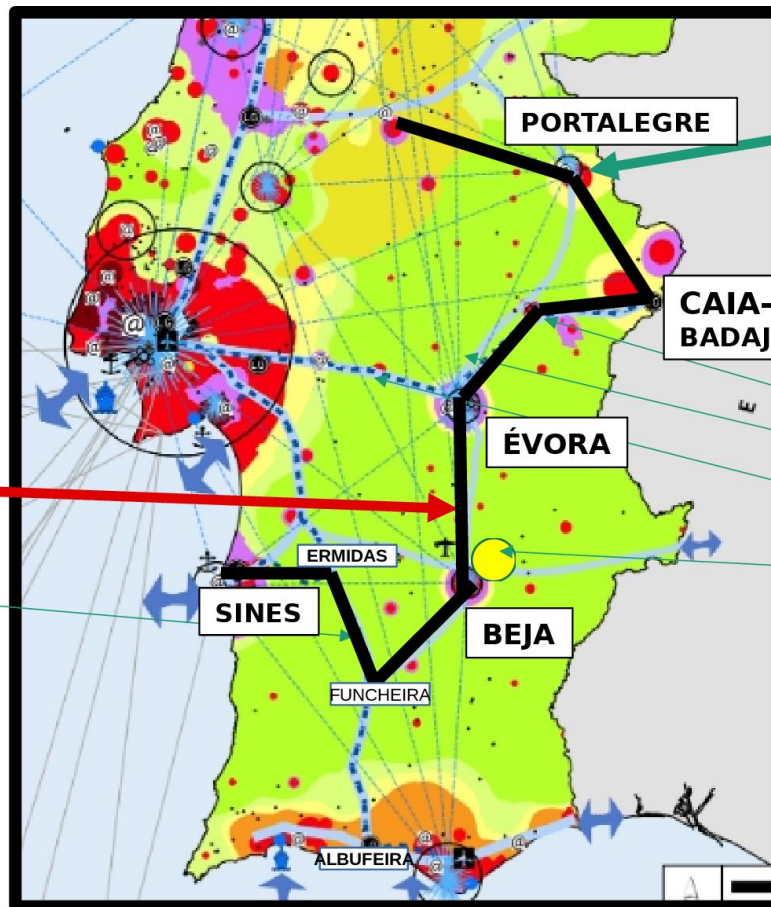 PORTALEGRE
CAIA-
BADAJ
E
ÉVORA
ERMIDAS
SINES
BEJA
FUNCHEIRA
ALBUFEIRA